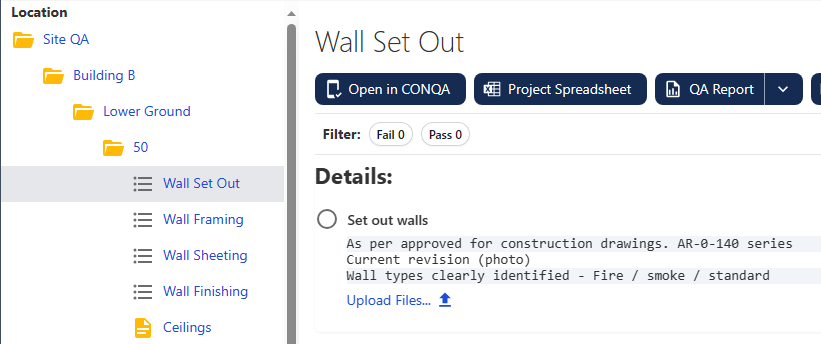 Location
Site QA
Building B
Lower Ground
50
Wall Set Out
Wall Framing
Wall Sheeting
Wall Finishing
Ceilings
Wall Set Out
Open in CONQA
Project Spreadsheet
QA Report
Filter:
Fail 0
Pass 0
Details:
Set out walls
As per approved for construction drawings. AR-0-140 series
Current revision (photo)
Wall types clearly identified - Fire / smoke / standard
Upload Files...